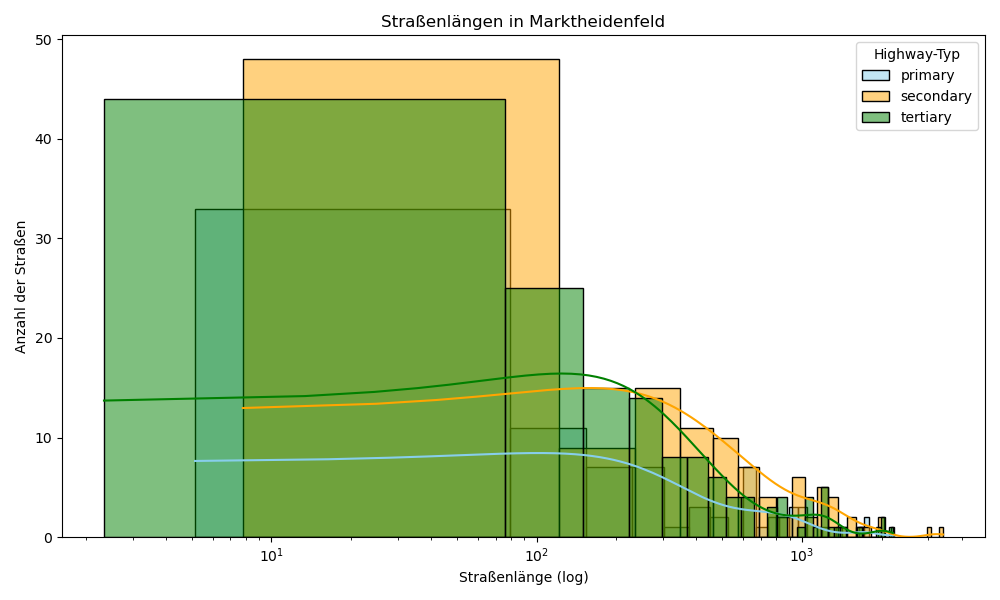 Straßenlängen in Marktheidenfeld
Highway-Typ
primary
secondary
tertiary
Anzahl der Straßen
50
40
30
20
10
0
10¹
10²
10³
Straßenlänge (log)